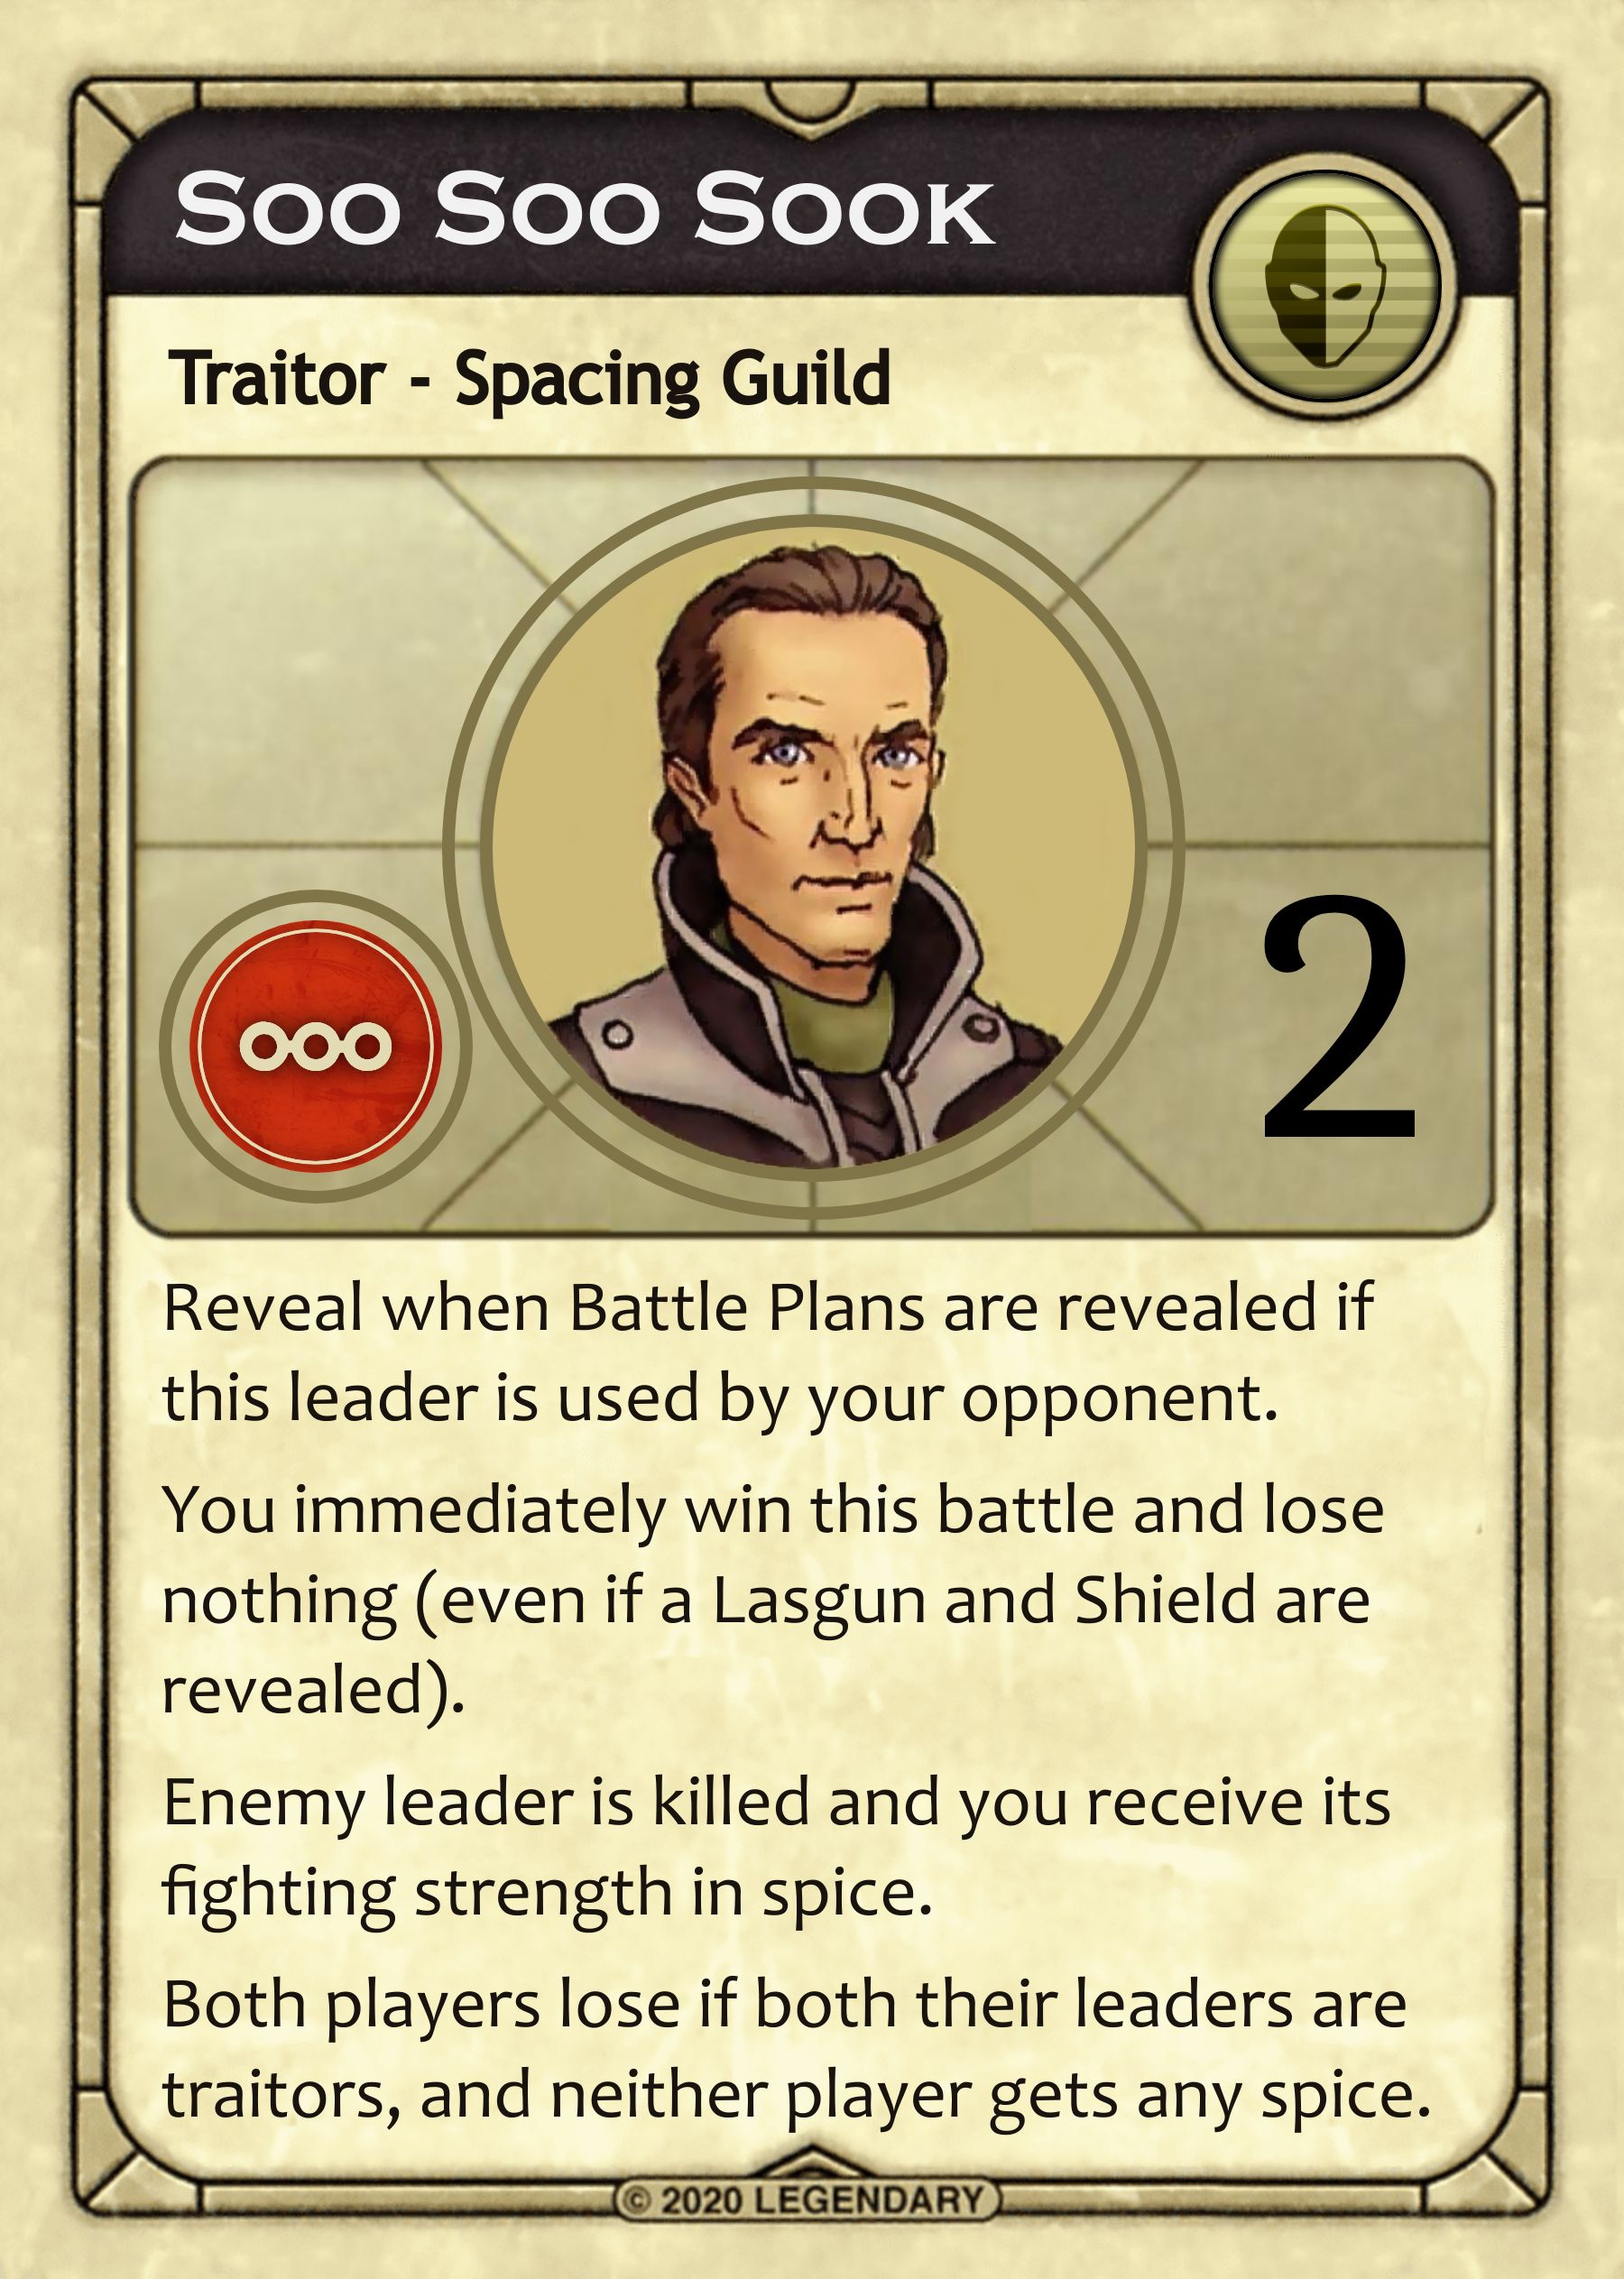 Soo Soo Sook
Traitor - Spacing Guild
2
Reveal when Battle Plans are revealed if
this leader is used by your opponent.
You immediately win this battle and lose
nothing (even if a Lasgun and Shield are
revealed).
Enemy leader is killed and you receive its
fighting strength in spice.
Both players lose if both their leaders are
traitors, and neither player gets any spice.
© 2020 LEGENDARY